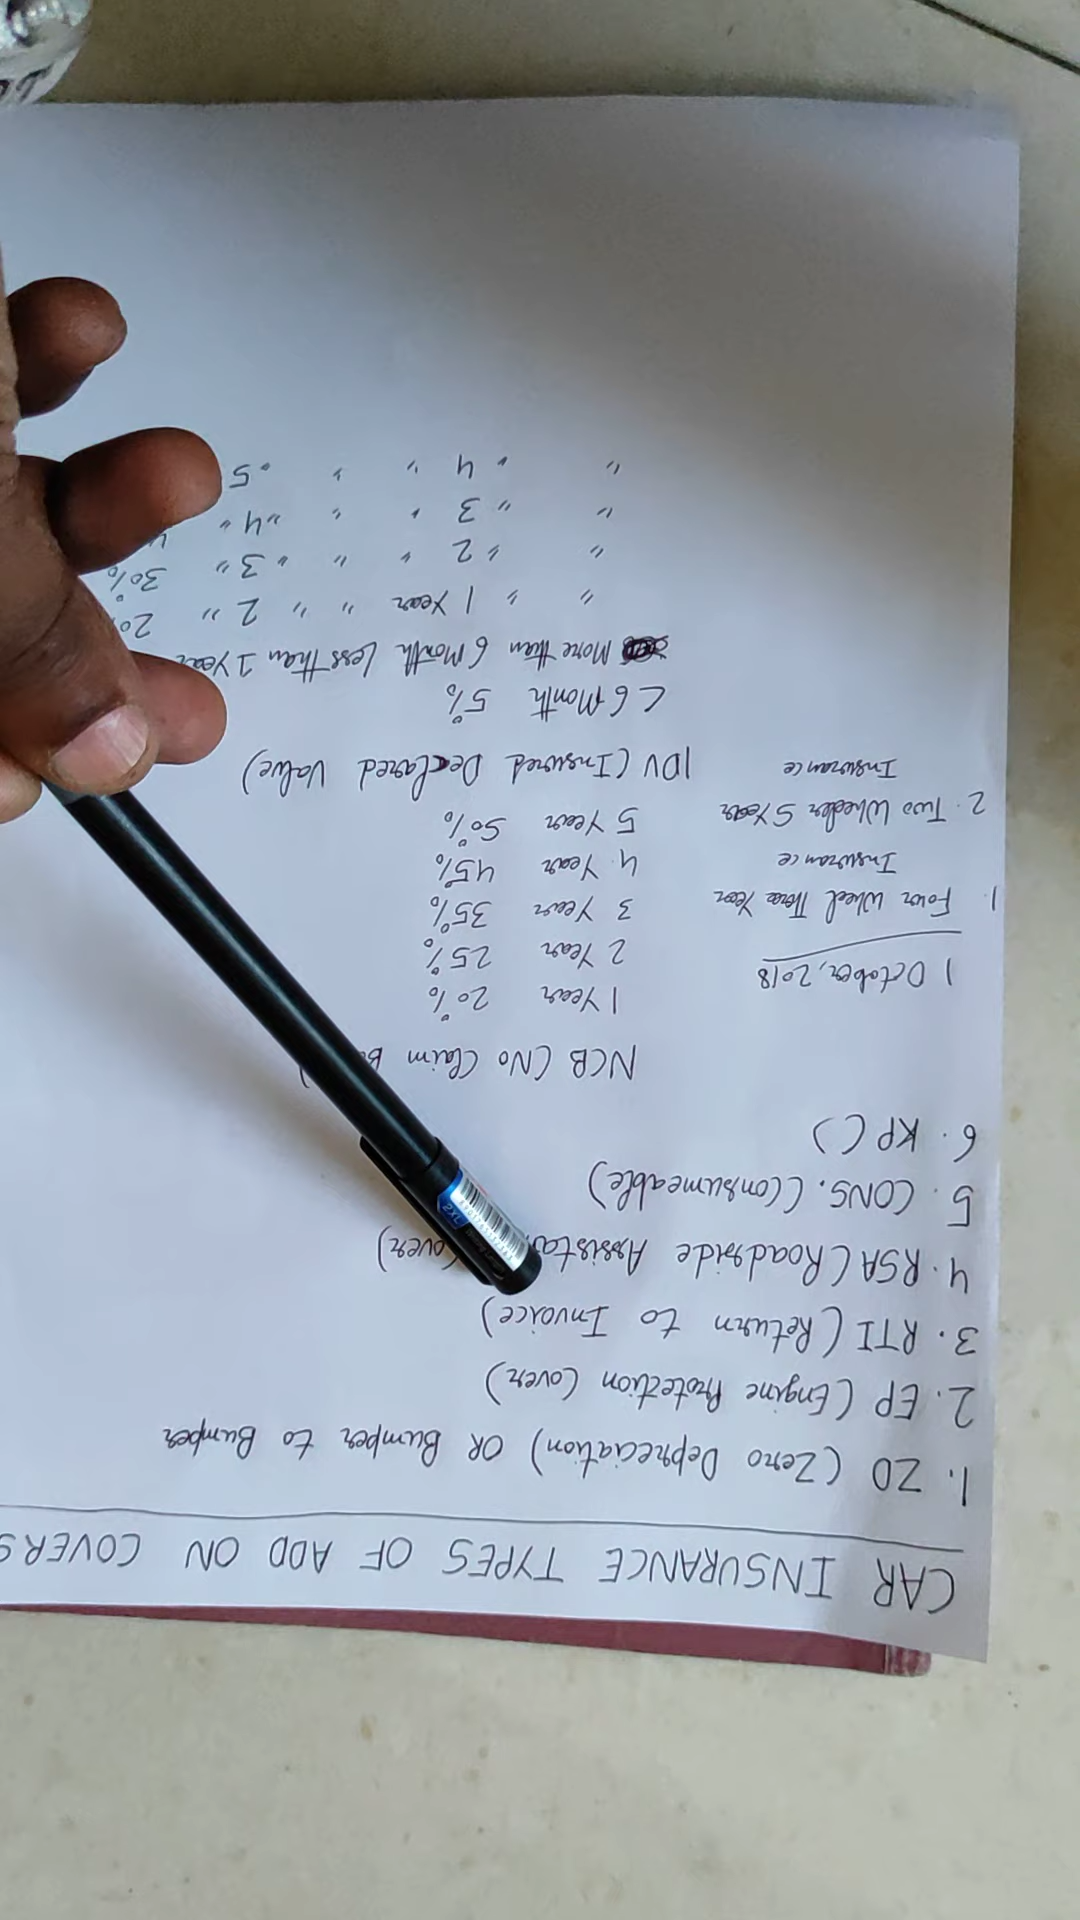 CAR INSURANCE TYPES OF ADD ON COVERS
1. ZD (Zero Depreciation) OR Bumper to Bumper
2. EP (Engine Protection Cover)
3. RTI (Return to Invoice)
4. RSA (Roadside Cover)
5. CONS. (Consumeable)
6. KP ( )
NCB (No Claim
1 Year 20%
2 Year 25%
3 Year 35%
4 Year 45%
5 Year 50%
1 October, 2018
1. Four Wheel Three Year
Insurance
2. Two Wheeler 5 Year
Insurance
IDV (Insured Declared Value)
< 6 Month 5%
More than 6 Month Less than 1 Year
" " 1 Year " " 2 "
" " 2 " " " 3 " 30%
" " 3 " " " 4 "
" " 4 " " " 5
2XL